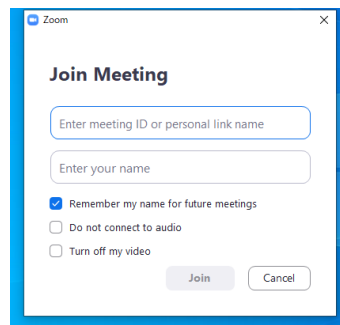 Zoom
Join Meeting
Enter meeting ID or personal link name
Enter your name
Remember my name for future meetings
Do not connect to audio
Turn off my video
Join Cancel